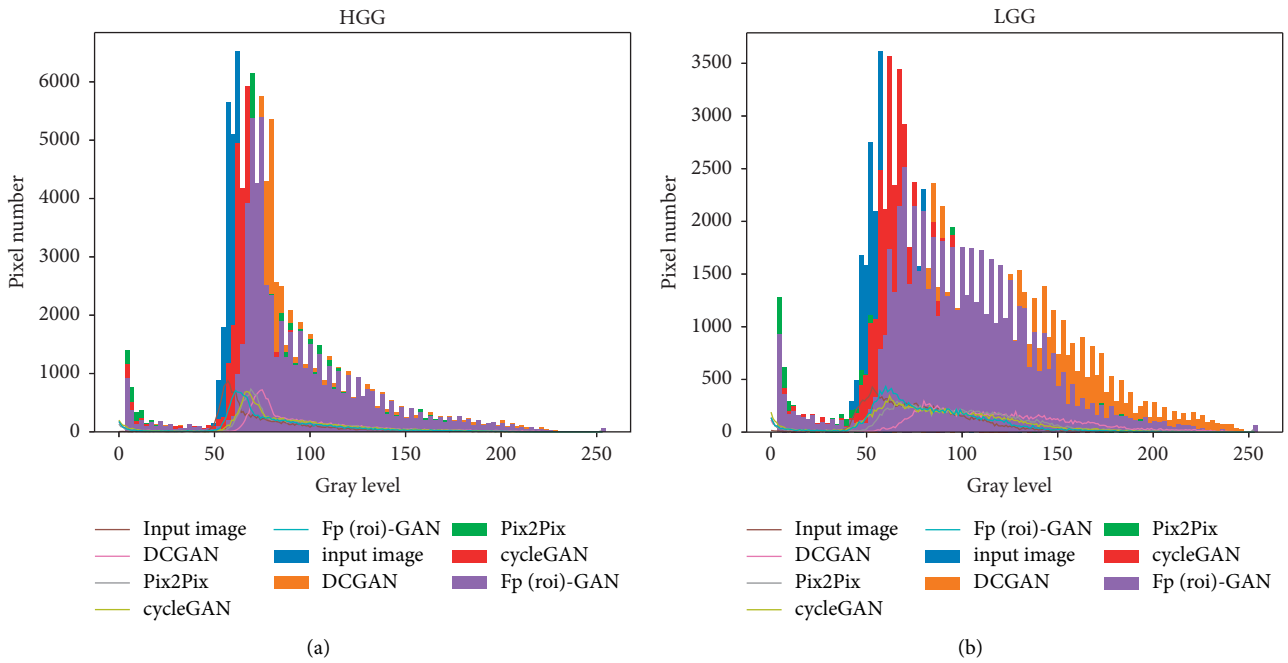 HGG
6000
5000
4000
3000
2000
1000
0
Pixel number
0 50 100 150 200 250
Gray level
Input image
DCGAN
Pix2Pix
cycleGAN
Fp (roi)-GAN
input image
DCGAN
Pix2Pix
cycleGAN
Fp (roi)-GAN
(a)
LGG
3500
3000
2500
2000
1500
1000
500
0
Pixel number
0 50 100 150 200 250
Gray level
Input image
DCGAN
Pix2Pix
cycleGAN
Fp (roi)-GAN
input image
DCGAN
Pix2Pix
cycleGAN
Fp (roi)-GAN
(b)